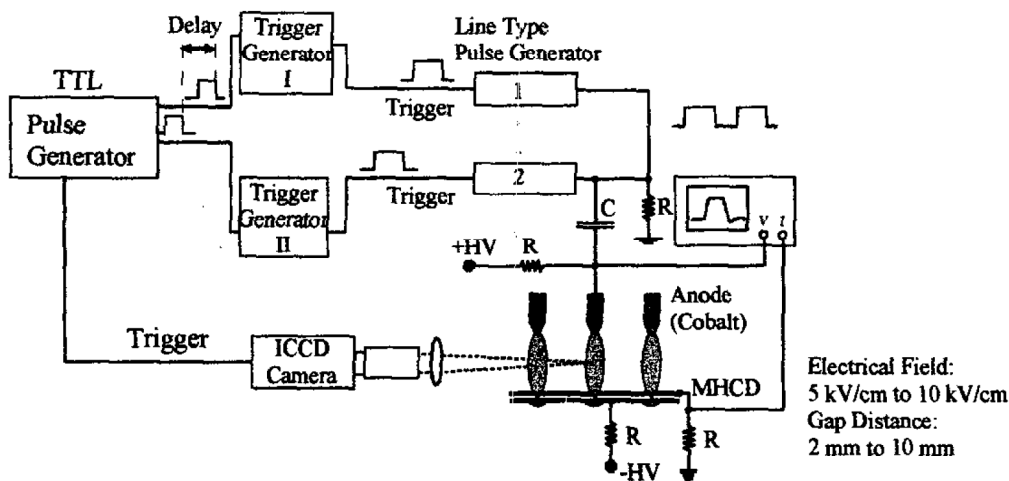 Delay
TTL
Pulse
Generator
Trigger
Generator
I
Line Type
Pulse Generator
Trigger
1
Trigger
Generator
II
Trigger
2
C
R
V
I
+HV
R
Anode
(Cobalt)
Trigger
ICCD
Camera
MHCD
R
R
-HV
Electrical Field:
5 kV/cm to 10 kV/cm
Gap Distance:
2 mm to 10 mm